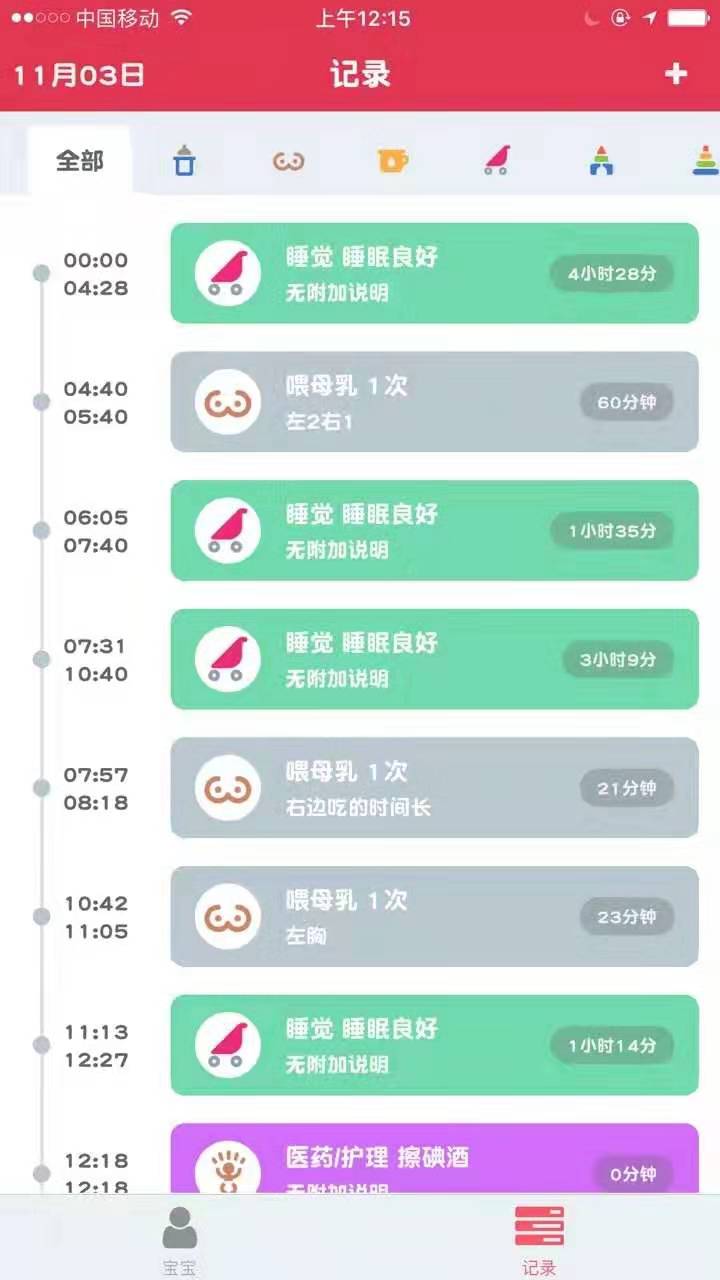 中国移动 上午12:15
11月03日 记录 +
全部
00:00
04:28
睡觉 睡眠良好
无附加说明
4小时28分
04:40
05:40
喂母乳 1次
左2右1
60分钟
06:05
07:40
睡觉 睡眠良好
无附加说明
1小时35分
07:31
10:40
睡觉 睡眠良好
无附加说明
3小时9分
07:57
08:18
喂母乳 1次
右边吃的时间长
21分钟
10:42
11:05
喂母乳 1次
左胸
23分钟
11:13
12:27
睡觉 睡眠良好
无附加说明
1小时14分
12:18
12:18
医药/护理 擦碘酒
无附加说明
0分钟
宝宝 记录